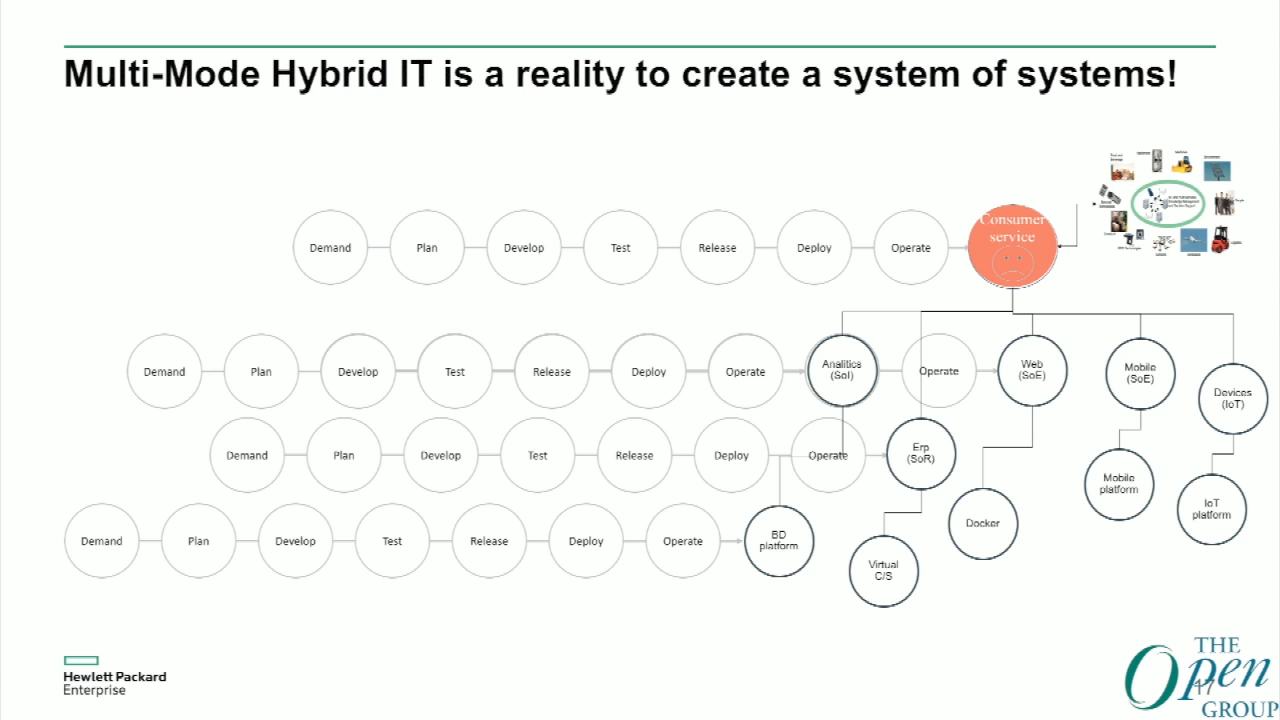 Multi-Mode Hybrid IT is a reality to create a system of systems!
Consumer
service
Demand
Plan
Develop
Test
Release
Deploy
Operate
Demand
Plan
Develop
Test
Release
Deploy
Operate
Analitics
(SoI)
Operate
Web
(SoE)
Mobile
(SoE)
Devices
(IoT)
Demand
Plan
Develop
Test
Release
Deploy
Operate
Erp
(SoR)
Mobile
platform
IoT
platform
Demand
Plan
Develop
Test
Release
Deploy
Operate
BD
platform
Docker
Virtual
C/S
Hewlett Packard
Enterprise
THE
Open
GROUP
17